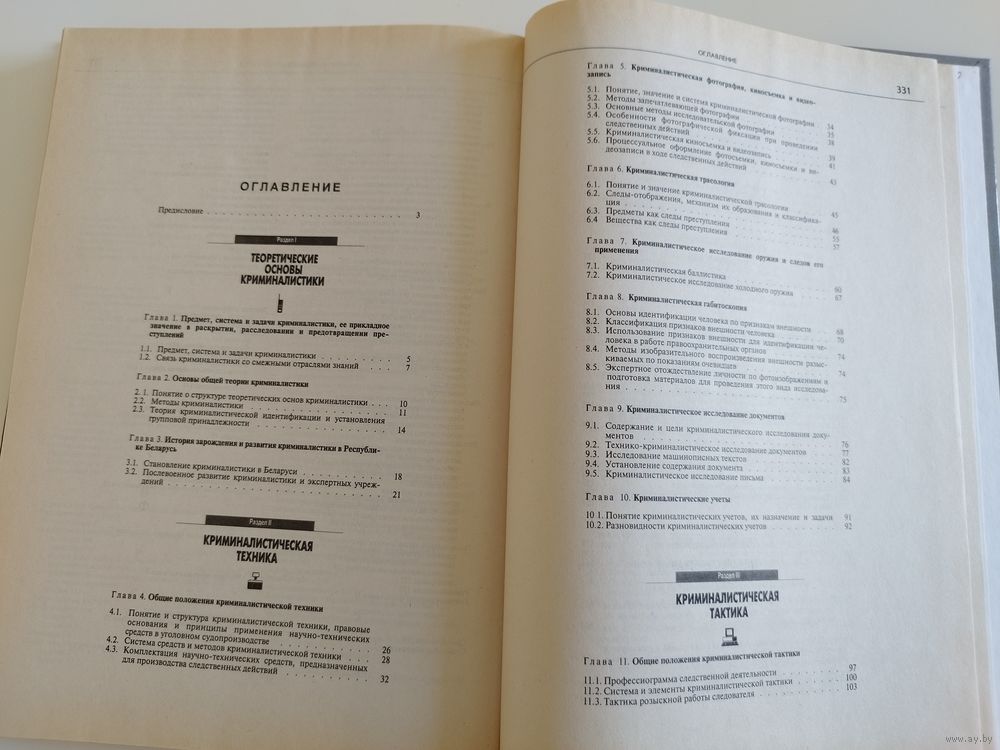 ОГЛАВЛЕНИЕ
Предисловие . . . . . . . . . . . . . . . . . 3
Раздел I
ТЕОРЕТИЧЕСКИЕ
ОСНОВЫ
КРИМИНАЛИСТИКИ
Глава 1. Предмет, система и задачи криминалистики, ее прикладное
значение в раскрытии, расследовании и предотвращении пре-
ступлений
1.1. Предмет, система и задачи криминалистики . . . . . 5
1.2. Связь криминалистики со смежными отраслями знаний . 7
Глава 2. Основы общей теории криминалистики
2.1. Понятие о структуре теоретических основ криминалистики . 10
2.2. Методы криминалистики . . . . . . . . . . 11
2.3. Теория криминалистической идентификации и установления
групповой принадлежности . . . . . . . . . . 14
Глава 3. История зарождения и развития криминалистики в Республи-
ке Беларусь
3.1. Становление криминалистики в Беларуси . . . . . . 18
3.2. Послевоенное развитие криминалистики и экспертных учреж-
дений . . . . . . . . . . . . . . . . 21
Раздел II
КРИМИНАЛИСТИЧЕСКАЯ
ТЕХНИКА
Глава 4. Общие положения криминалистической техники
4.1. Понятие и структура криминалистической техники, правовые
основания и принципы применения научно-технических
средств в уголовном судопроизводстве . . . . . . . 26
4.2. Система средств и методов криминалистической техники . . . 28
4.3. Комплектация научно-технических средств, предназначенных
для производства следственных действий . . . . . . 32
ОГЛАВЛЕНИЕ
331
Глава 5. Криминалистическая фотография, киносъемка и видео-
запись
5.1. Понятие, значение и система криминалистической фотографии 34
5.2. Методы запечатлевающей фотографии . . . . . . 35
5.3. Основные методы исследовательской фотографии . . . . 38
5.4. Особенности фотографической фиксации при проведении
следственных действий . . . . . . . . . . 39
5.5. Криминалистическая киносъемка и видеозапись . . . . 41
5.6. Процессуальное оформление фотосъемки, киносъемки и ви-
деозаписи в ходе следственных действий . . . . . . 43
Глава 6. Криминалистическая трасология
6.1. Понятие и значение криминалистической трасологии . . 45
6.2. Следы-отображения, механизм их образования и классифика-
ция . . . . . . . . . . . . . . . . 46
6.3. Предметы как следы преступления . . . . . . . 55
6.4 Вещества как следы преступления . . . . . . . 57
Глава 7. Криминалистическое исследование оружия и следов его
применения
7.1. Криминалистическая баллистика . . . . . . . . 60
7.2. Криминалистическое исследование холодного оружия . . . 67
Глава 8. Криминалистическая габитоскопия
8.1. Основы идентификации человека по признакам внешности . . 68
8.2. Классификация признаков внешности человека . . . . 70
8.3. Использование признаков внешности для идентификации че-
ловека в работе правоохранительных органов . . . . . 74
8.4. Методы изобразительного воспроизведения внешности разыс-
киваемых по показаниям очевидцев . . . . . . . 74
8.5. Экспертное отождествление личности по фотоизображениям и
подготовка материалов для проведения этого вида исследова-
ния . . . . . . . . . . . . . . . . 75
Глава 9. Криминалистическое исследование документов
9.1. Содержание и цели криминалистического исследования доку-
ментов . . . . . . . . . . . . . . . 76
9.2. Технико-криминалистическое исследование документов . . 77
9.3. Исследование машинописных текстов . . . . . . . 82
9.4. Установление содержания документа . . . . . . . 83
9.5. Криминалистическое исследование письма . . . . . . 84
Глава 10. Криминалистические учеты
10.1. Понятие криминалистических учетов, их назначение и задачи 91
10.2. Разновидности криминалистических учетов . . . . . 92
Раздел III
КРИМИНАЛИСТИЧЕСКАЯ
ТАКТИКА
Глава 11. Общие положения криминалистической тактики
11.1. Профессиограмма следственной деятельности . . . . . 97
11.2. Система и элементы криминалистической тактики . . . . 100
11.3. Тактика розыскной работы следователя . . . . . . 103
www.ay.by